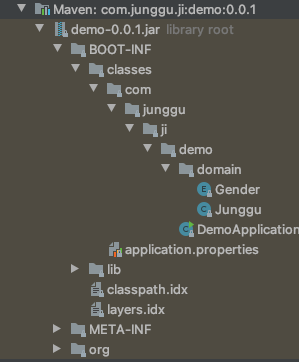 Maven: com.junggu.ji:demo:0.0.1
demo-0.0.1.jar library root
BOOT-INF
classes
com
junggu
ji
demo
domain
Gender
Junggu
DemoApplication
application.properties
lib
classpath.idx
layers.idx
META-INF
org